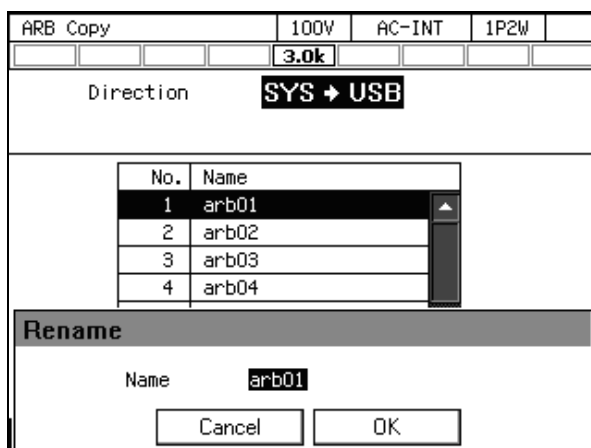 ARB Copy 100V AC-INT 1P2W
3.0k
Direction SYS → USB
No. Name
1 arb01
2 arb02
3 arb03
4 arb04
Rename
Name arb01
Cancel OK